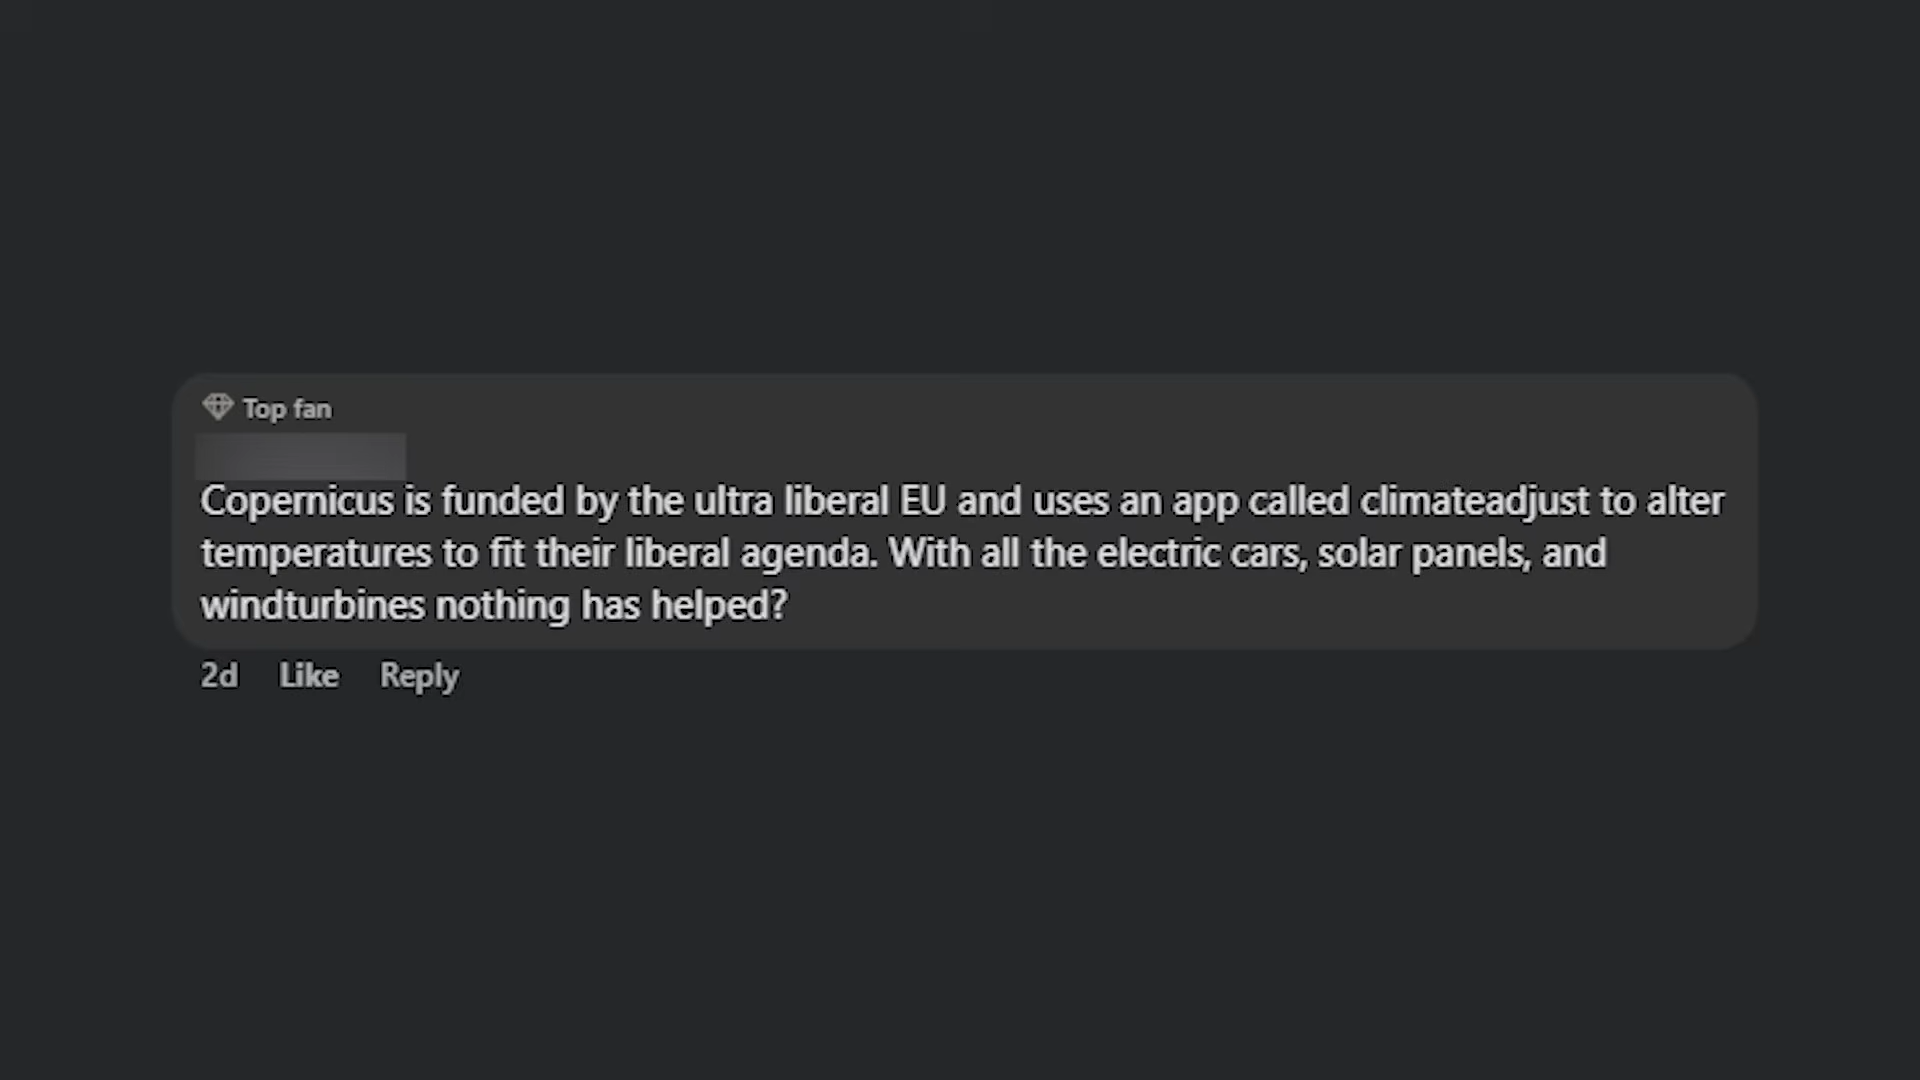 Top fan
Copernicus is funded by the ultra liberal EU and uses an app called climateadjust to alter
temperatures to fit their liberal agenda. With all the electric cars, solar panels, and
windturbines nothing has helped?
2d Like Reply